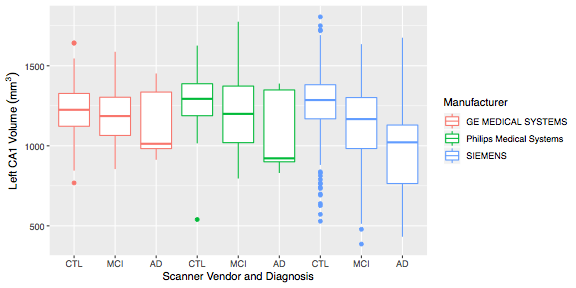 Left CA1 Volume (mm³)
1500
1000
500
CTL MCI AD CTL MCI AD CTL MCI AD
Scanner Vendor and Diagnosis
Manufacturer
GE MEDICAL SYSTEMS
Philips Medical Systems
SIEMENS